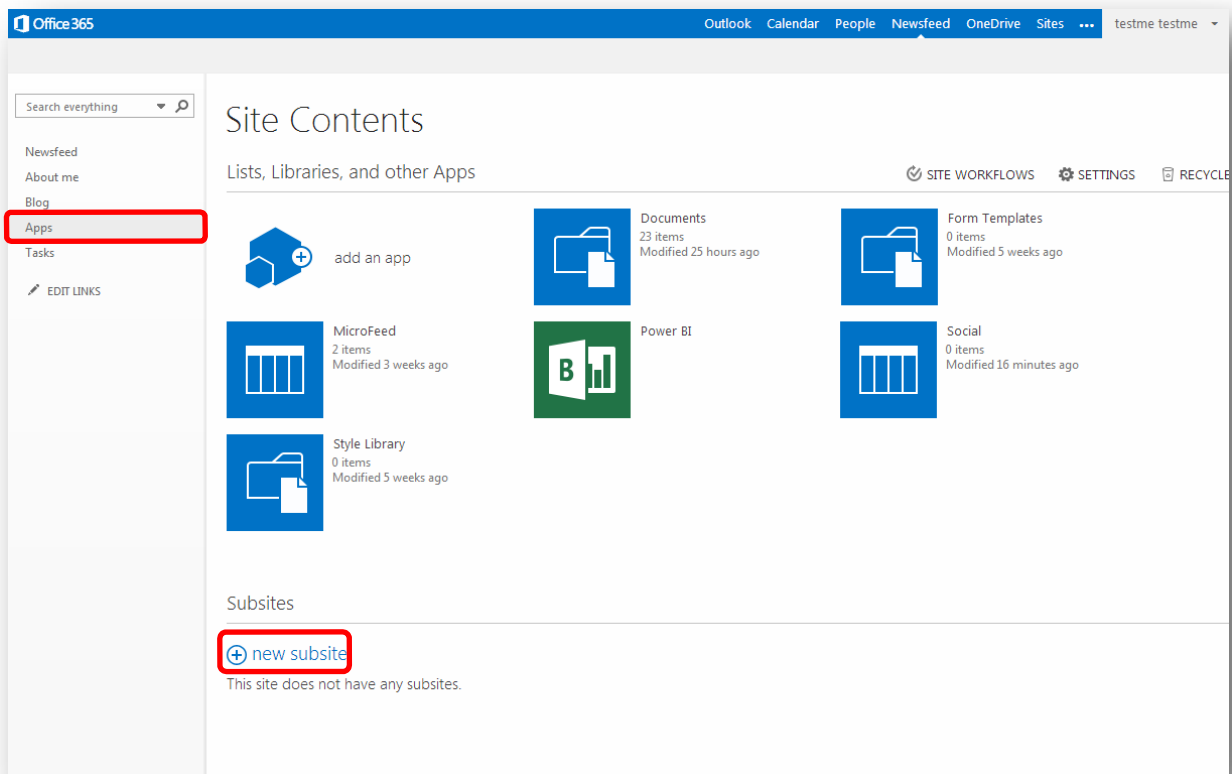 Office 365
Outlook Calendar People Newsfeed OneDrive Sites ••• testme testme
Search everything
Newsfeed
About me
Blog
Apps
Tasks
EDIT LINKS
Site Contents
Lists, Libraries, and other Apps
SITE WORKFLOWS SETTINGS RECYCLE
add an app
Documents
23 items
Modified 25 hours ago
Form Templates
0 items
Modified 5 weeks ago
MicroFeed
2 items
Modified 3 weeks ago
B
Power BI
Social
0 items
Modified 16 minutes ago
Style Library
0 items
Modified 5 weeks ago
Subsites
new subsite
This site does not have any subsites.